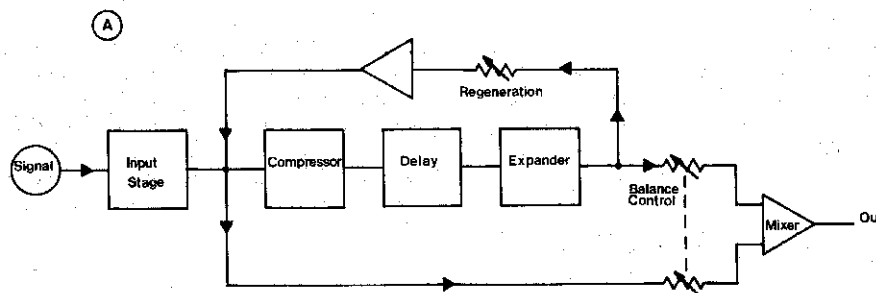 A
Regeneration
Signal
Input
Stage
Compressor
Delay
Expander
Balance
Control
Mixer
Ou